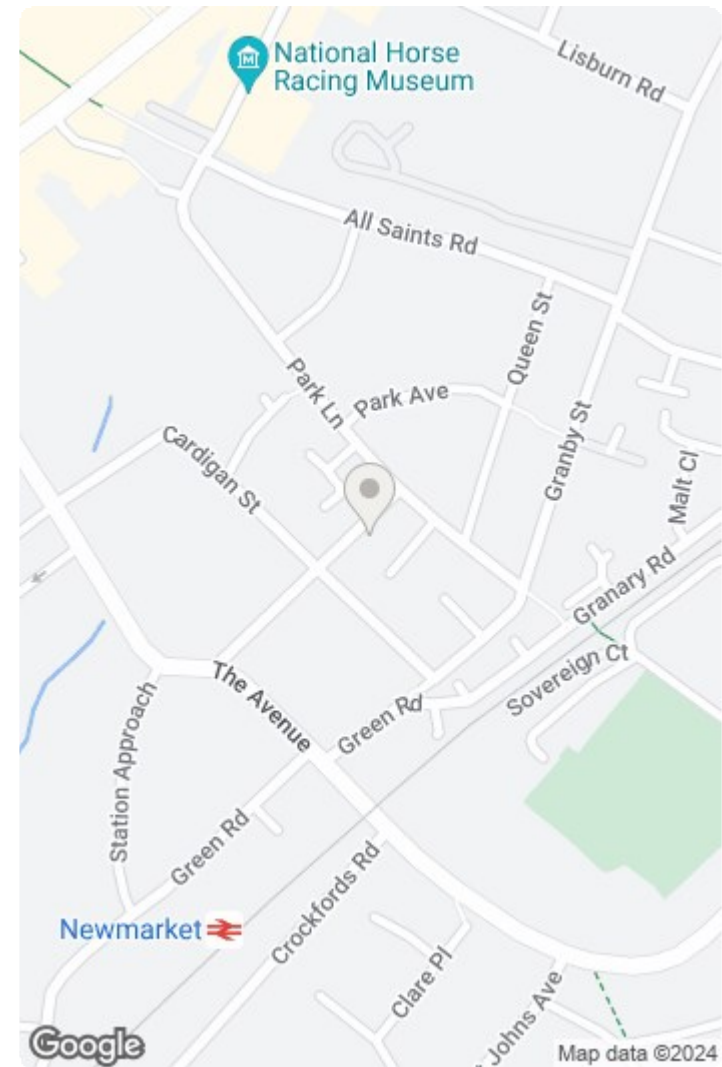 National Horse
Racing Museum
Lisburn Rd
All Saints Rd
Queen St
Park Ln
Park Ave
Granby St
Cardigan St
Malt Cl
Granary Rd
Sovereign Ct
The Avenue
Green Rd
Station Approach
Green Rd
Crockfords Rd
Newmarket
Clare Pl
Johns Ave
Google
Map data ©2024